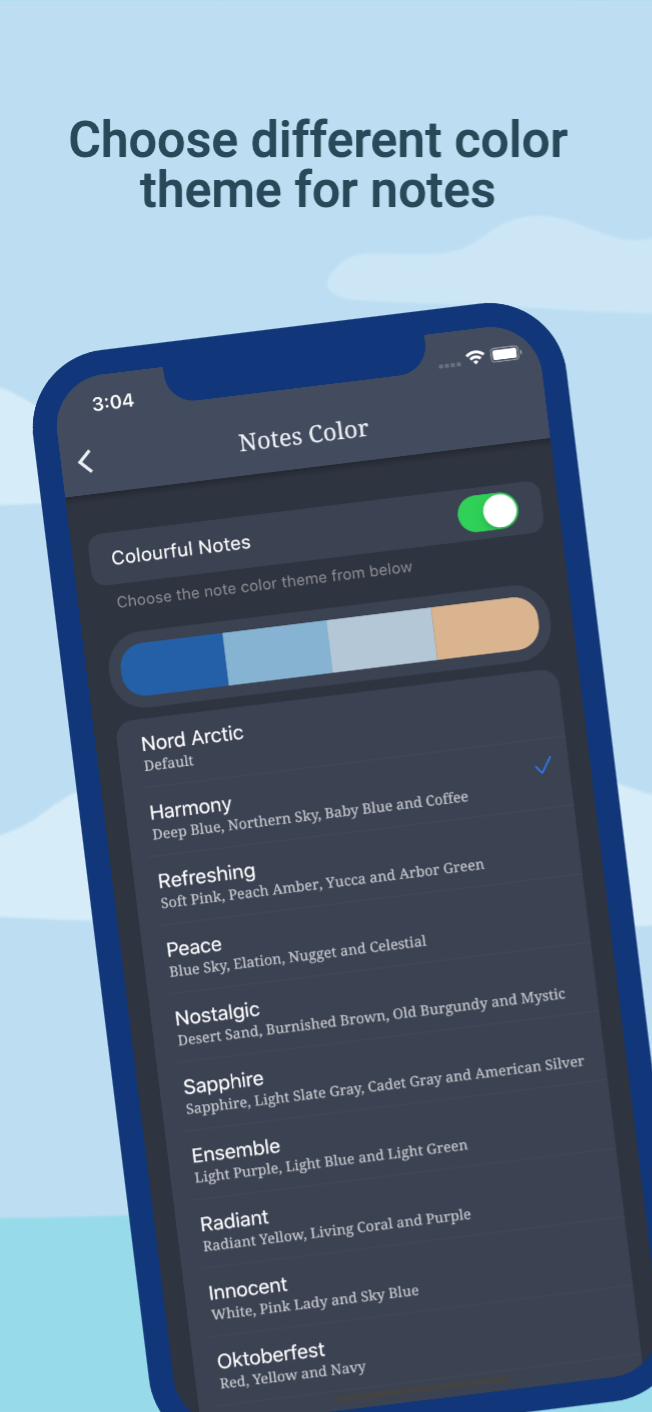 Choose different color
theme for notes
3:04
Notes Color
Colourful Notes
Choose the note color theme from below
Nord Arctic
Default
Harmony
Deep Blue, Northern Sky, Baby Blue and Coffee
Refreshing
Soft Pink, Peach Amber, Yucca and Arbor Green
Peace
Blue Sky, Elation, Nugget and Celestial
Nostalgic
Desert Sand, Burnished Brown, Old Burgundy and Mystic
Sapphire
Sapphire, Light Slate Gray, Cadet Gray and American Silver
Ensemble
Light Purple, Light Blue and Light Green
Radiant
Radiant Yellow, Living Coral and Purple
Innocent
White, Pink Lady and Sky Blue
Oktoberfest
Red, Yellow and Navy